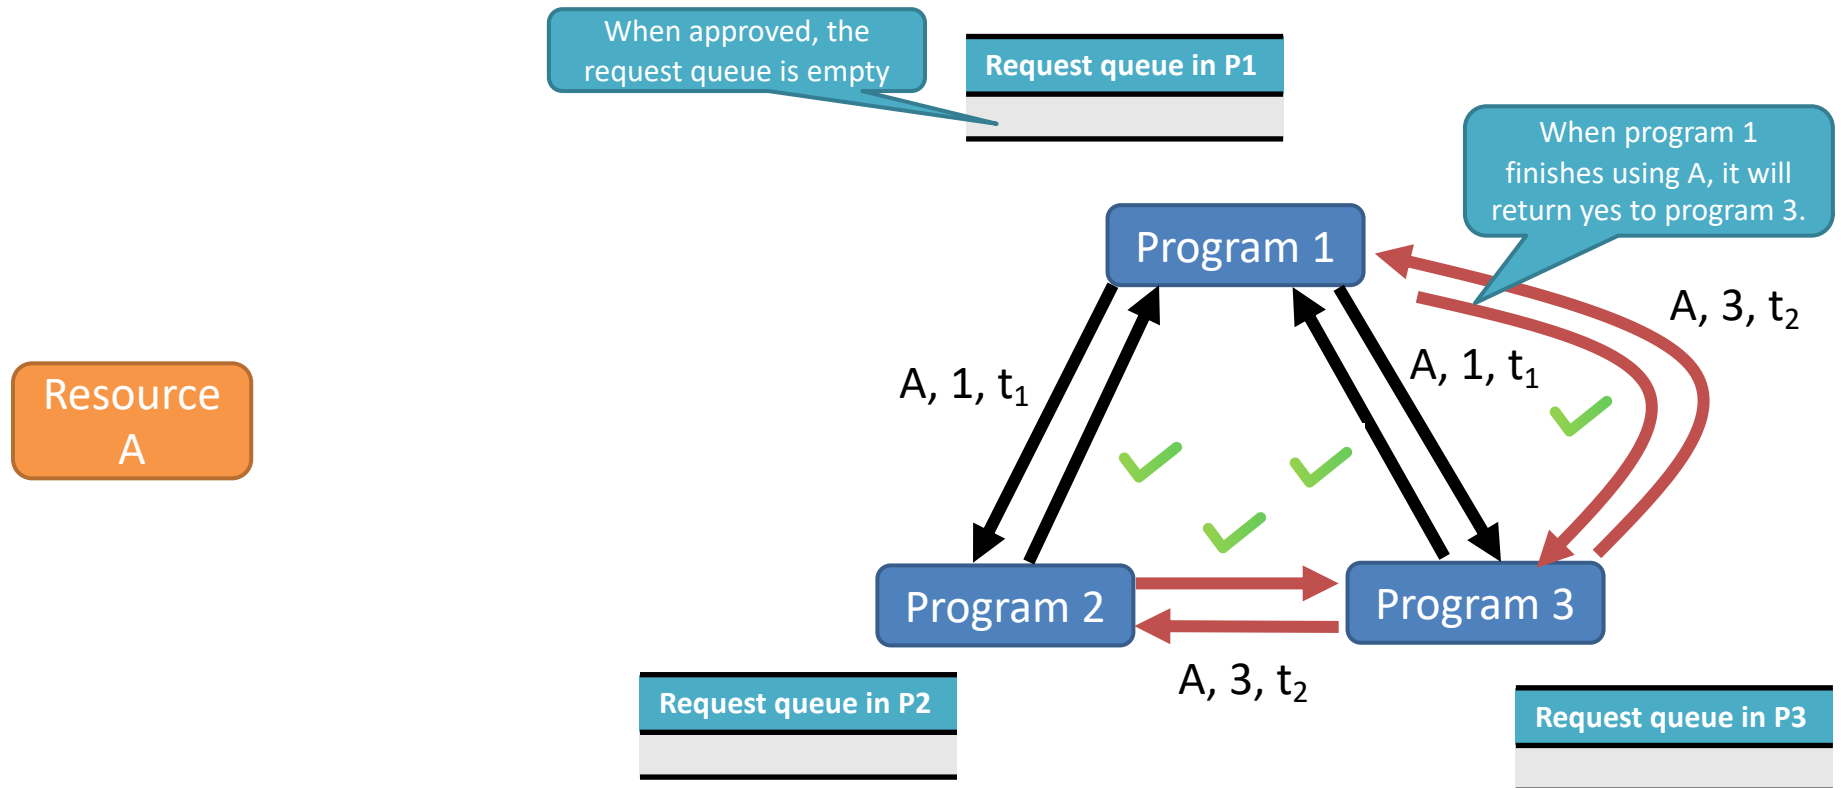 When approved, the
request queue is empty
Request queue in P1
When program 1
finishes using A, it will
return yes to program 3.
Program 1
A, 3, t₂
A, 1, t₁
A, 1, t₁
Resource
A
Program 2
Program 3
A, 3, t₂
Request queue in P2
Request queue in P3